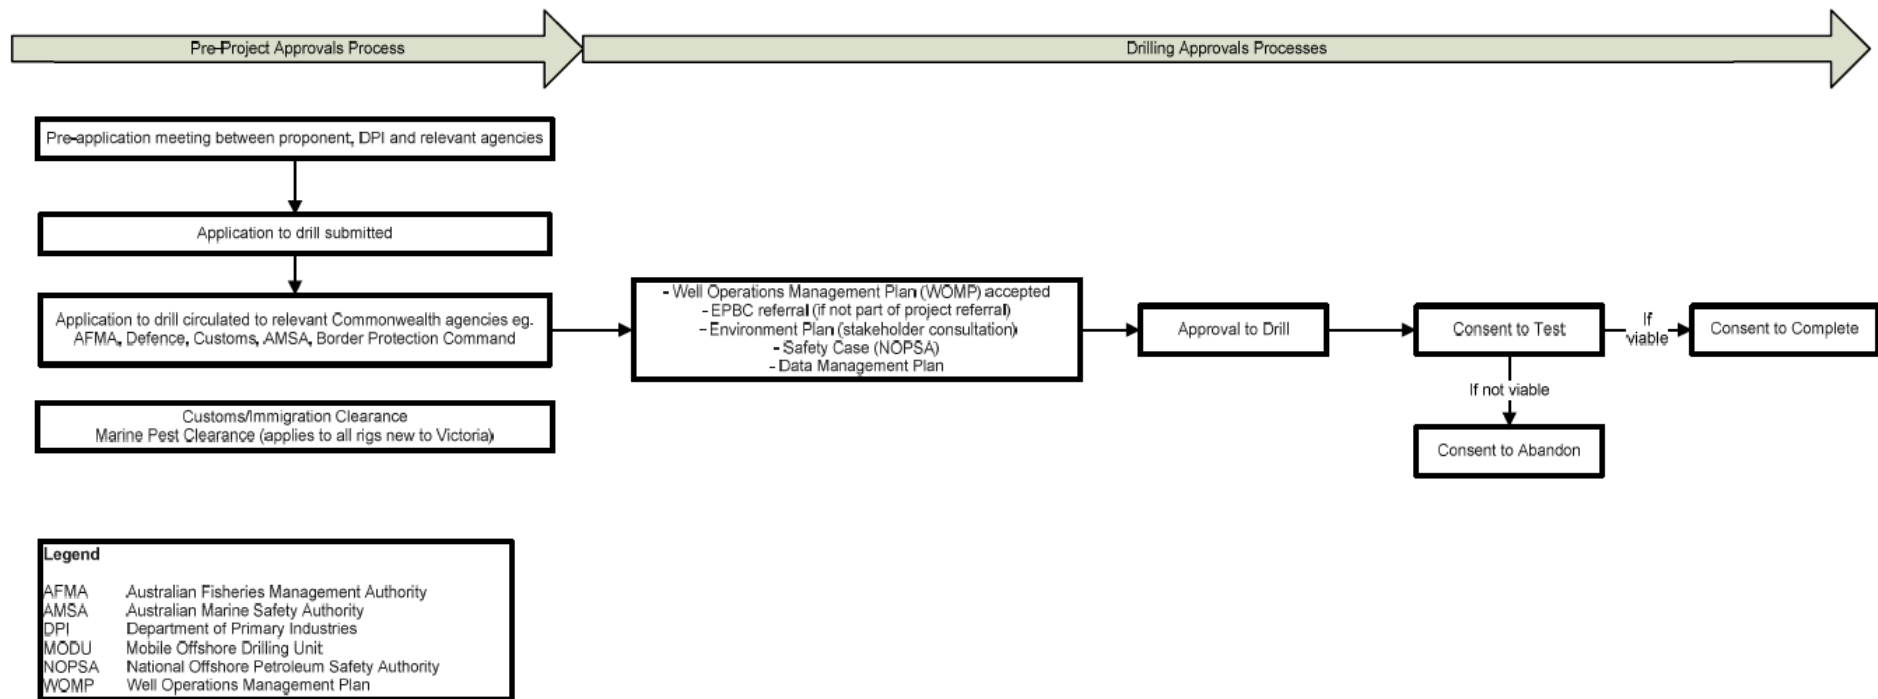 Pre-Project Approvals Process
Drilling Approvals Processes
Pre-application meeting between proponent, DPI and relevant agencies
Application to drill submitted
Application to drill circulated to relevant Commonwealth agencies eg.
AFMA, Defence, Customs, AMSA, Border Protection Command
Customs/Immigration Clearance
Marine Pest Clearance (applies to all rigs new to Victoria)
- Well Operations Management Plan (WOMP) accepted
- EPBC referral (if not part of project referral)
- Environment Plan (stakeholder consultation)
- Safety Case (NOPSA)
- Data Management Plan
Approval to Drill
Consent to Test
If
viable
Consent to Complete
If not viable
Consent to Abandon
Legend
AFMA Australian Fisheries Management Authority
AMSA Australian Marine Safety Authority
DPI Department of Primary Industries
MODU Mobile Offshore Drilling Unit
NOPSA National Offshore Petroleum Safety Authority
WOMP Well Operations Management Plan